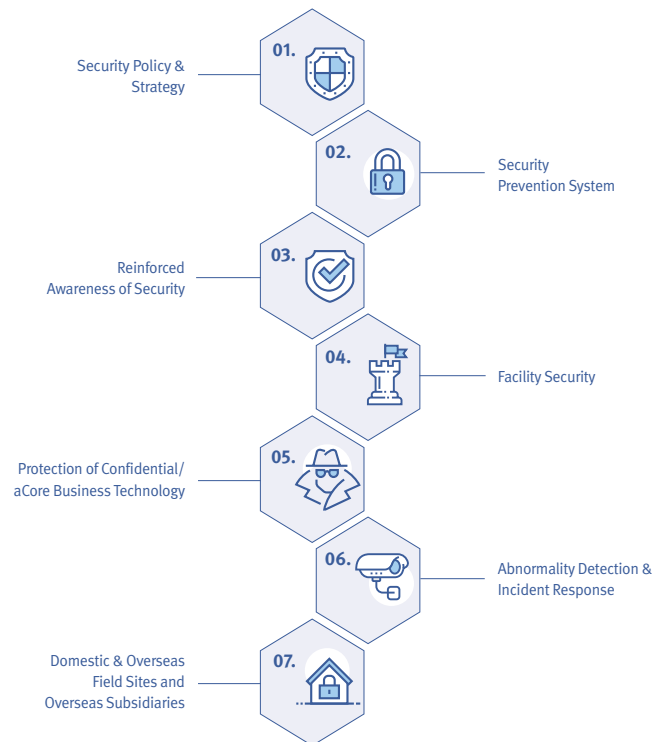 01.
Security Policy &
Strategy
02.
Security
Prevention System
03.
Reinforced
Awareness of Security
04.
Facility Security
05.
Protection of Confidential/
aCore Business Technology
06.
Abnormality Detection &
Incident Response
07.
Domestic & Overseas
Field Sites and
Overseas Subsidiaries